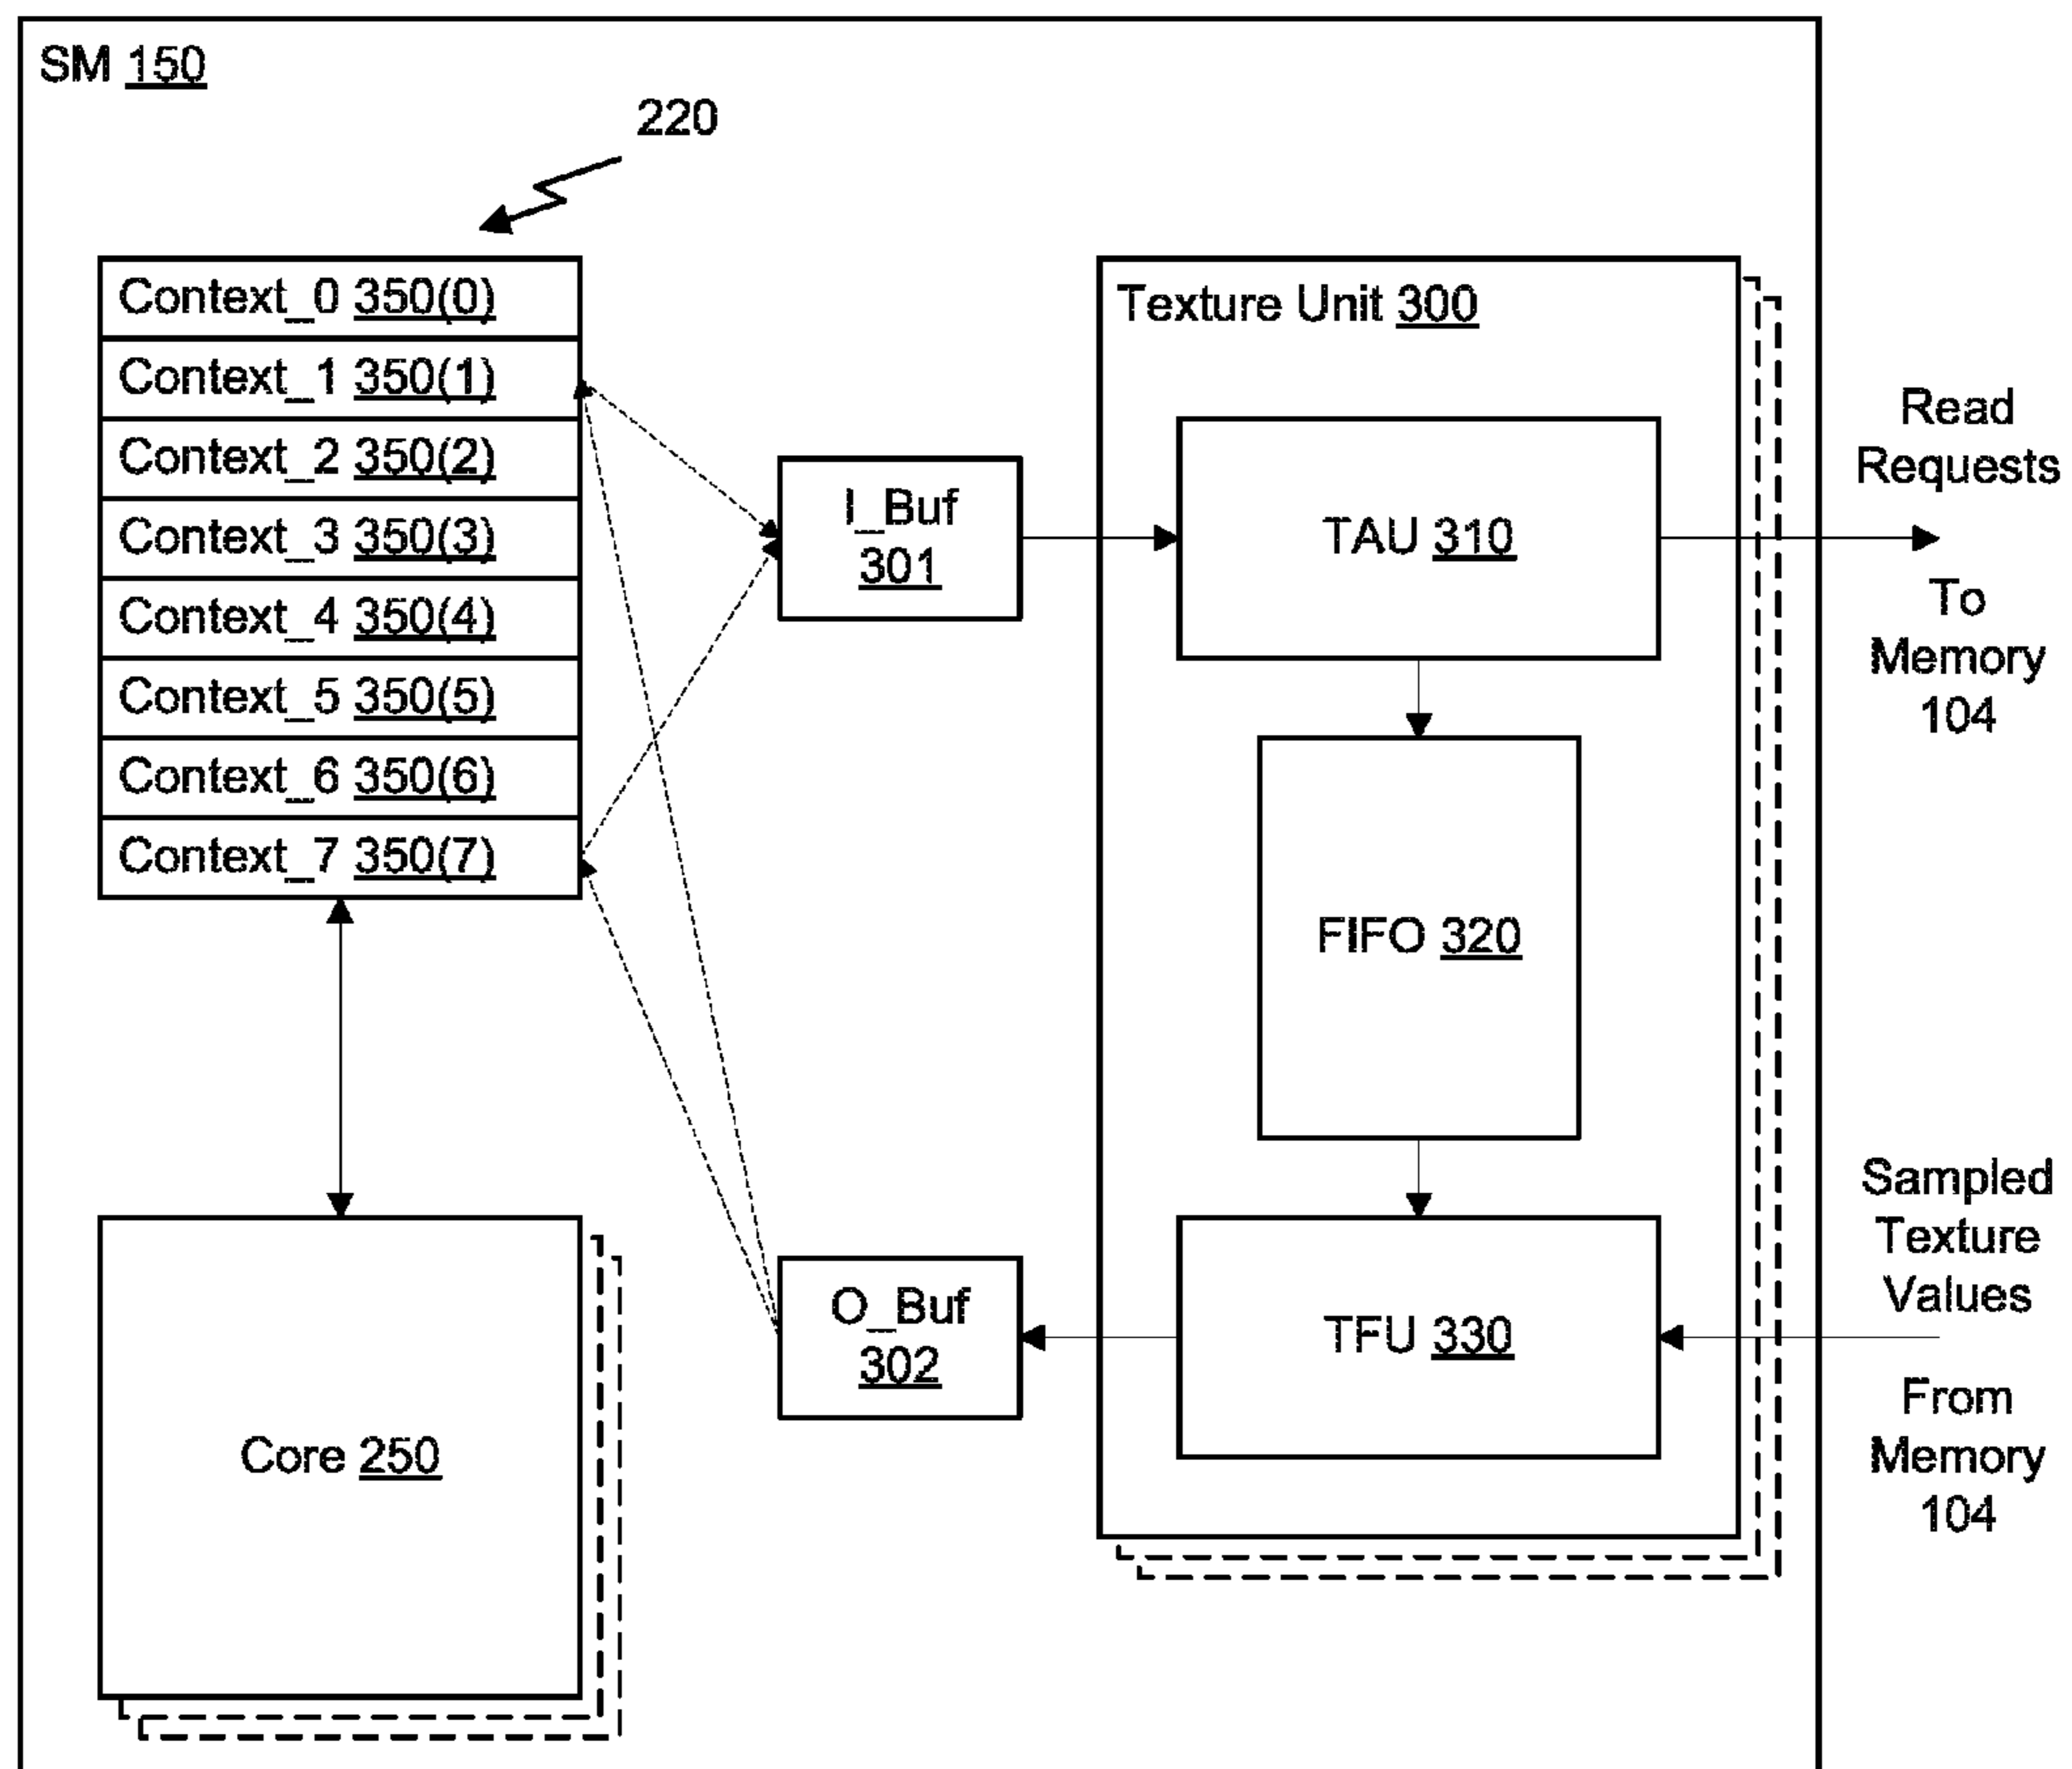 SM 150
220
Context_0 350(0)
Context_1 350(1)
Context_2 350(2)
Context_3 350(3)
Context_4 350(4)
Context_5 350(5)
Context_6 350(6)
Context_7 350(7)
Core 250
I_Buf
301
O_Buf
302
Texture Unit 300
TAU 310
FIFO 320
TFU 330
Read
Requests
To
Memory
104
Sampled
Texture
Values
From
Memory
104